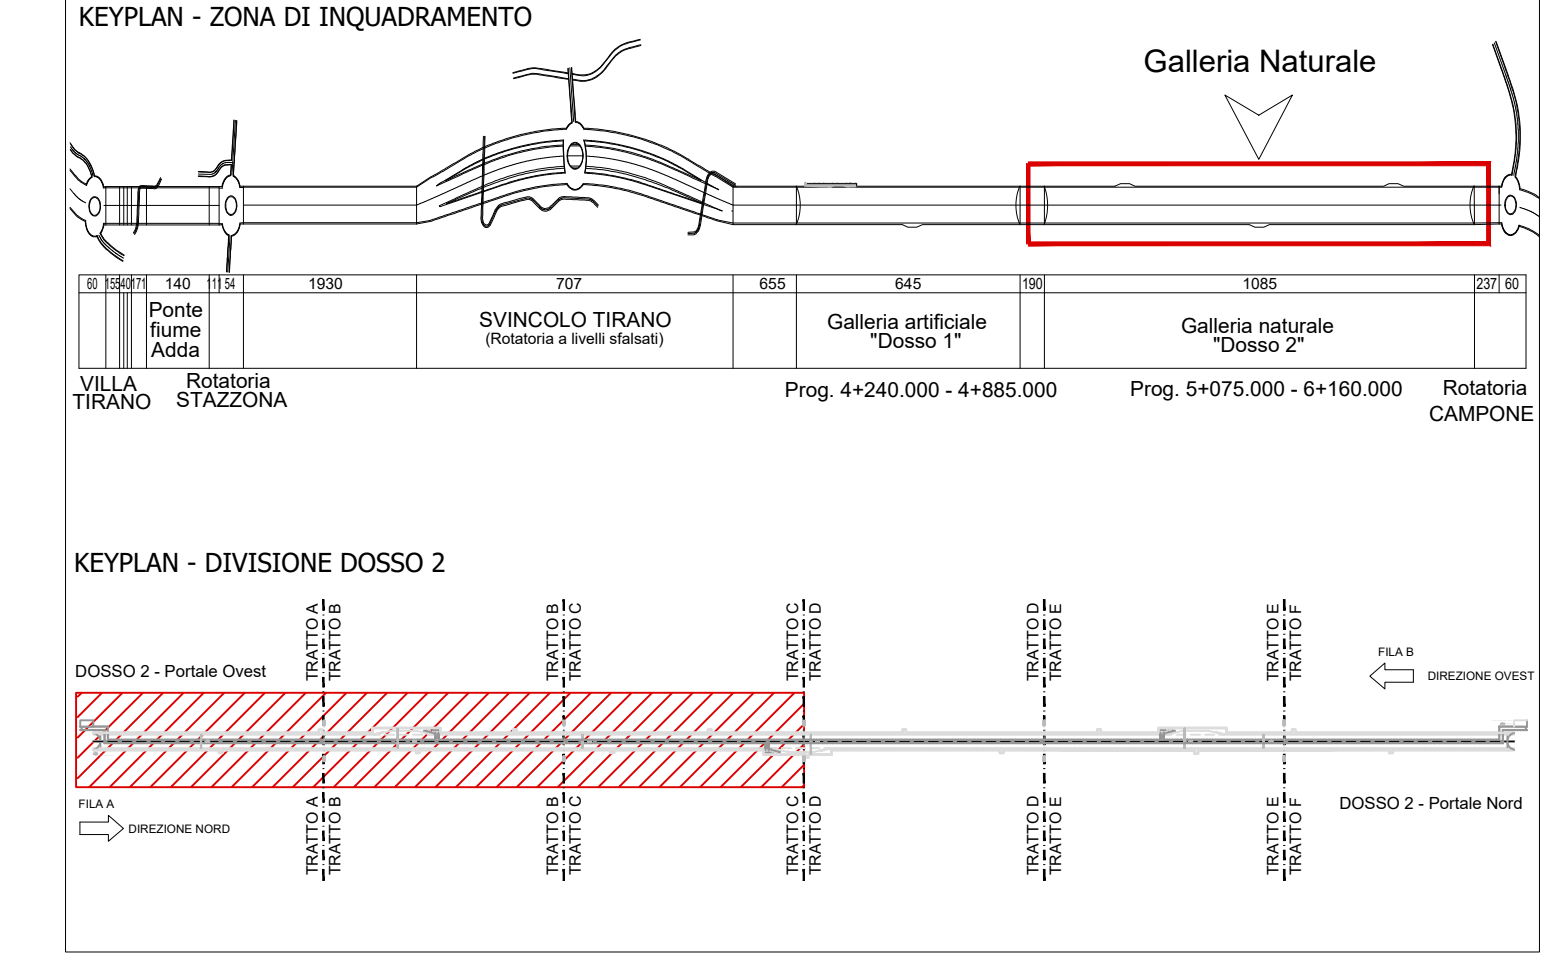 KEYPLAN - ZONA DI INQUADRAMENTO
Galleria Naturale
60 155 40 171 140 111 54 1930 707 655 645 190 1085 237 60
Ponte
fiume
Adda
SVINCOLO TIRANO
(Rotatoria a livelli sfalsati)
Galleria artificiale
"Dosso 1"
Galleria naturale
"Dosso 2"
VILLA
TIRANO
Rotatoria
STAZZONA
Prog. 4+240.000 - 4+885.000
Prog. 5+075.000 - 6+160.000
Rotatoria
CAMPONE
KEYPLAN - DIVISIONE DOSSO 2
TRATTO A
TRATTO B
TRATTO B
TRATTO C
TRATTO C
TRATTO D
TRATTO D
TRATTO E
TRATTO E
TRATTO F
DOSSO 2 - Portale Ovest
FILA B
DIREZIONE OVEST
FILA A
DIREZIONE NORD
TRATTO A
TRATTO B
TRATTO B
TRATTO C
TRATTO C
TRATTO D
TRATTO D
TRATTO E
TRATTO E
TRATTO F
DOSSO 2 - Portale Nord